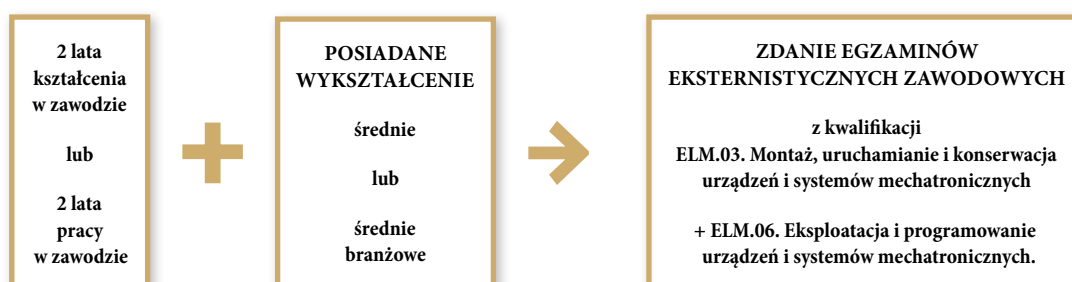 2 lata
kształcenia
w zawodzie
lub
2 lata
pracy
w zawodzie
POSIADANE
WYKSZTAŁCENIE
średnie
lub
średnie
branżowe
ZDANIE EGZAMINÓW
EKSTERNISTYCZNYCH ZAWODOWYCH
z kwalifikacji
ELM.03. Montaż, uruchamianie i konserwacja
urządzeń i systemów mechatronicznych
+ ELM.06. Eksploatacja i programowanie
urządzeń i systemów mechatronicznych.